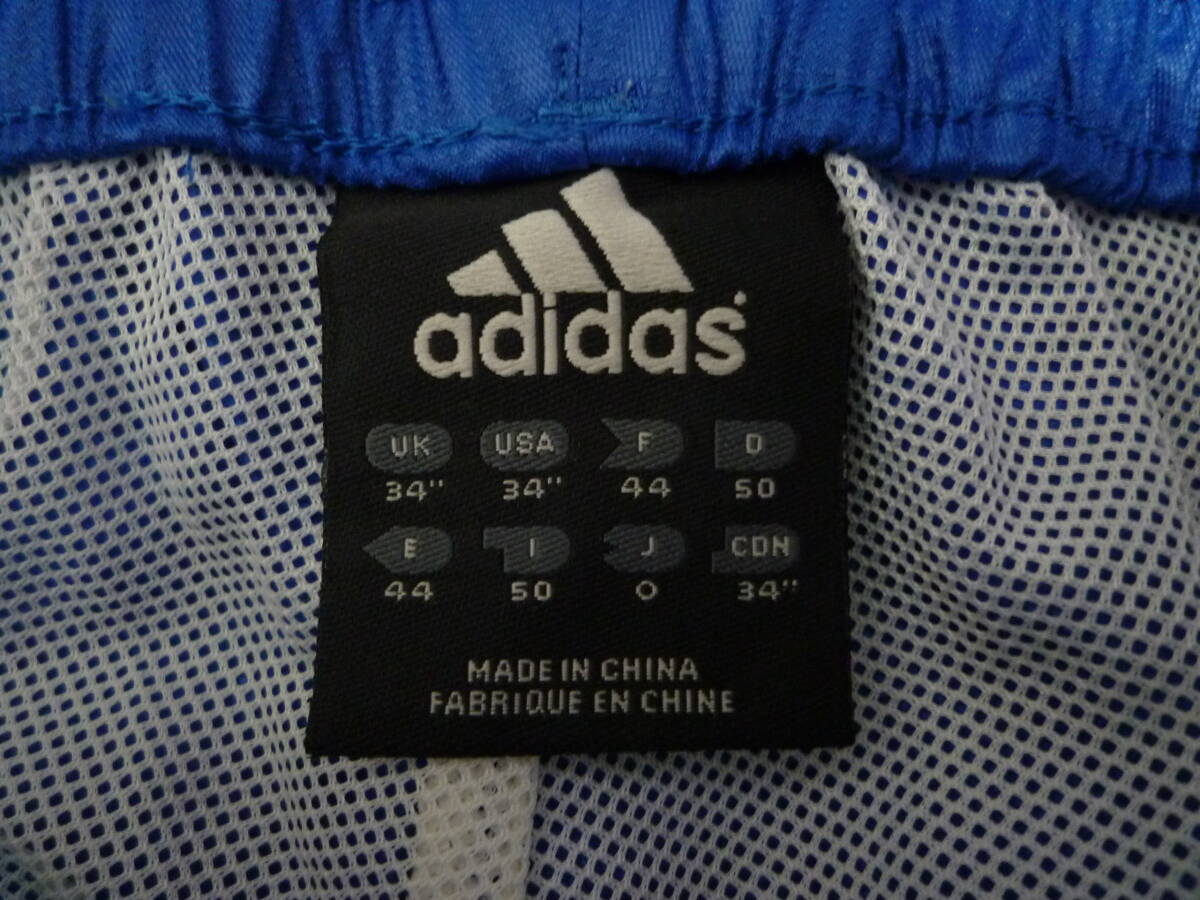 adidas
UK USA F D
34" 34" 44 50
E I J CDN
44 50 O 34"
MADE IN CHINA
FABRIQUE EN CHINE